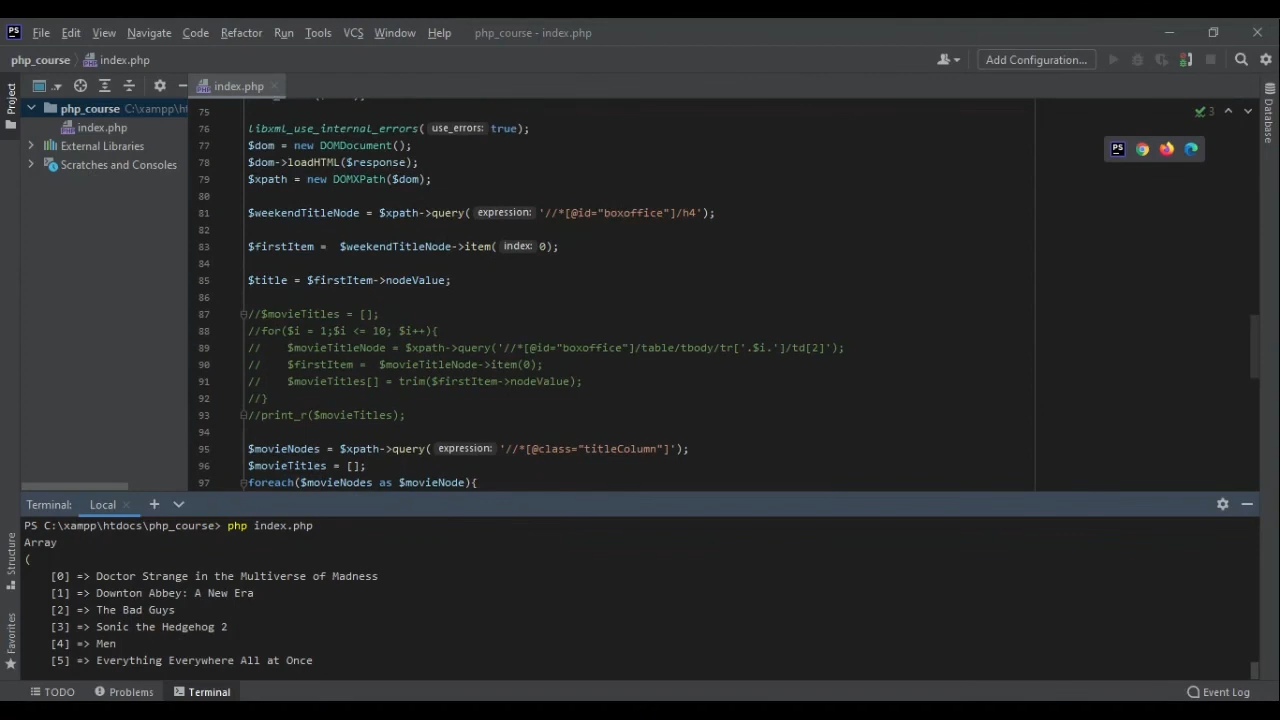 PS File Edit View Navigate Code Refactor Run Tools VCS Window Help php_course - index.php
php_course index.php Add Configuration...
Project
index.php
php_course C:\xampp\ht
index.php
External Libraries
Scratches and Consoles
3
PS
Database
75
76 libxml_use_internal_errors( use_errors: true);
77 $dom = new DOMDocument();
78 $dom->loadHTML($response);
79 $xpath = new DOMXPath($dom);
80
81 $weekendTitleNode = $xpath->query( expression: '//*[@id="boxoffice"]/h4');
82
83 $firstItem =  $weekendTitleNode->item( index: 0);
84
85 $title = $firstItem->nodeValue;
86
87 //$movieTitles = [];
88 //for($i = 1;$i <= 10; $i++){
89 //    $movieTitleNode = $xpath->query('//*[@id="boxoffice"]/table/tbody/tr['.$i.']/td[2]');
90 //    $firstItem =  $movieTitleNode->item(0);
91 //    $movieTitles[] = trim($firstItem->nodeValue);
92 //}
93 //print_r($movieTitles);
94
95 $movieNodes = $xpath->query( expression: '//*[@class="titleColumn"]');
96 $movieTitles = [];
97 foreach($movieNodes as $movieNode){
Terminal: Local
PS C:\xampp\htdocs\php_course> php index.php
Array
(
[0] => Doctor Strange in the Multiverse of Madness
[1] => Downton Abbey: A New Era
[2] => The Bad Guys
[3] => Sonic the Hedgehog 2
[4] => Men
[5] => Everything Everywhere All at Once
Structure
Favorites
TODO Problems Terminal Event Log